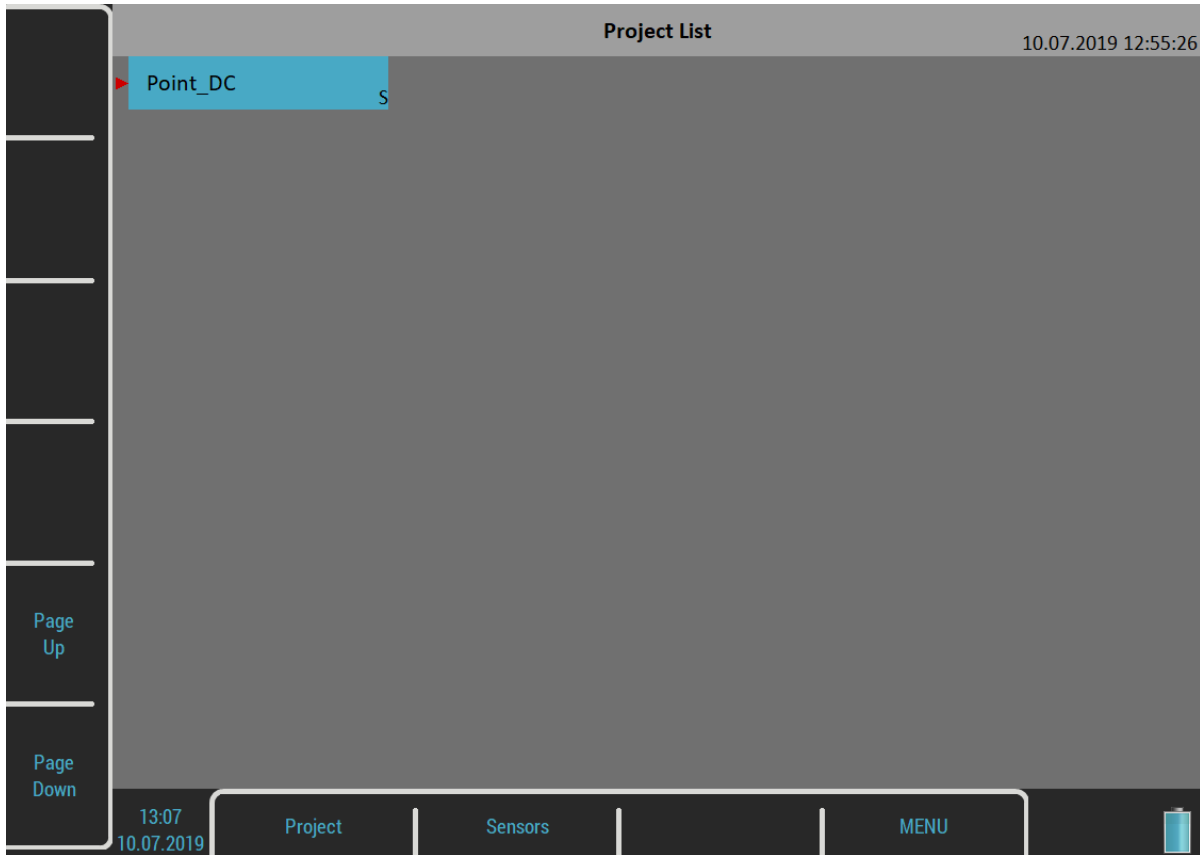 Project List
10.07.2019 12:55:26
Point_DC
S
Page
Up
Page
Down
13:07
10.07.2019
Project
Sensors
MENU